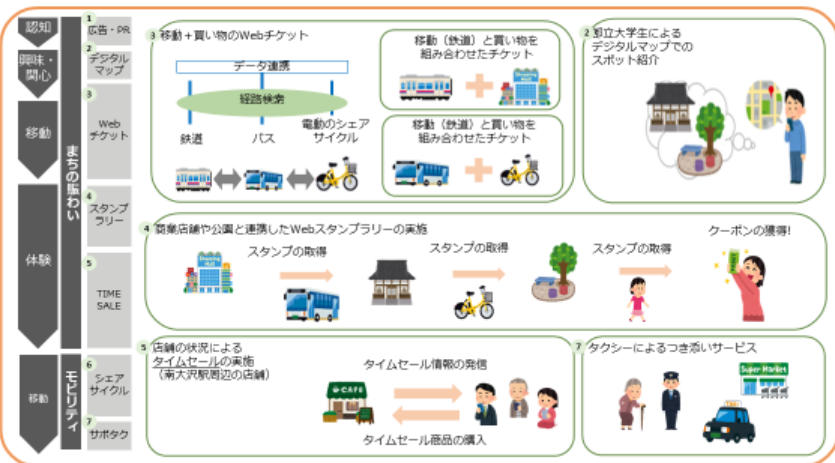 認知
興味・
関心
移動
体験
移動
まちの賑わい
モビリティ
1
広告・PR
2
デジタル
マップ
3
Web
チケット
4
スタンプ
ラリー
5
TIME
SALE
6
シェア
サイクル
7
サポタク
3 移動+買い物のWebチケット
データ連携
経路検索
鉄道
バス
電動のシェア
サイクル
移動(鉄道)と買い物を
組み合わせたチケット
移動(鉄道)と買い物を
組み合わせたチケット
2 都立大学生による
デジタルマップでの
スポット紹介
4 商業店舗や公園と連携したWebスタンプラリーの実施
スタンプの取得
スタンプの取得
スタンプの取得
クーポンの獲得!
5 店舗の状況による
タイムセールの実施
(南大沢駅周辺の店舗)
タイムセール情報の発信
CAFE
タイムセール商品の購入
7 タクシーによるつき添いサービス
Super Market